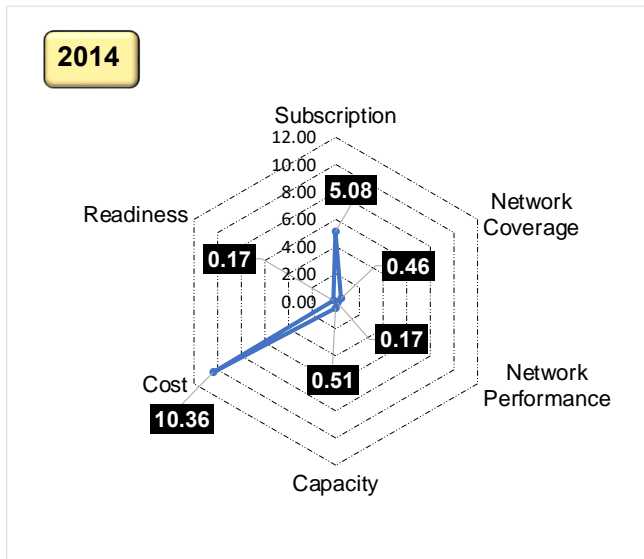 2014
Subscription
12.00
10.00
8.00
6.00
4.00
2.00
0.00
5.08
Network
Coverage
0.46
0.17
Network
Performance
0.51
Capacity
Cost
10.36
Readiness
0.17